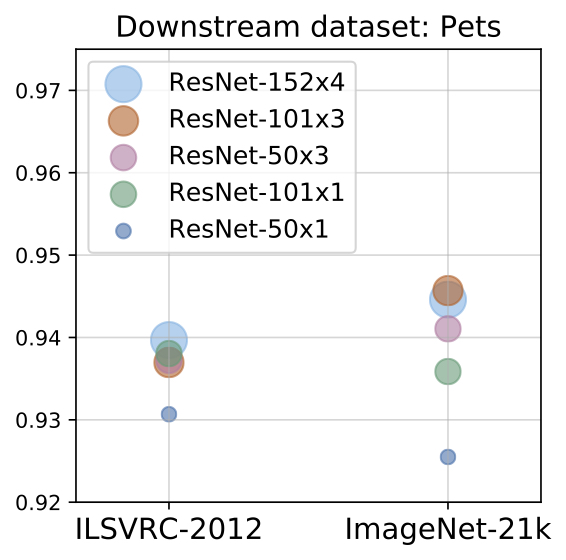 Downstream dataset: Pets
0.97
0.96
0.95
0.94
0.93
0.92
ResNet-152x4
ResNet-101x3
ResNet-50x3
ResNet-101x1
ResNet-50x1
ILSVRC-2012
ImageNet-21k